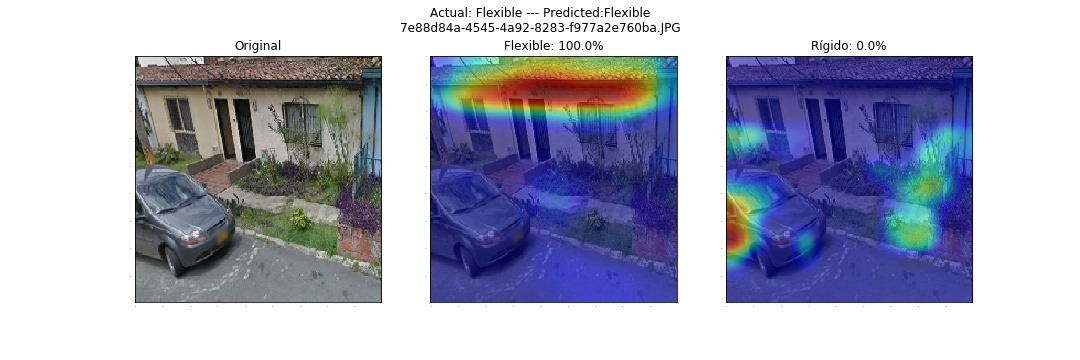 Actual: Flexible --- Predicted:Flexible
7e88d84a-4545-4a92-8283-f977a2e760ba.JPG
Original
Flexible: 100.0%
Rígido: 0.0%